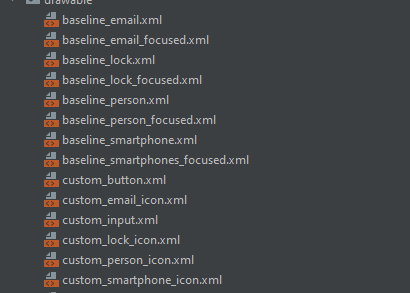 drawable
baseline_email.xml
baseline_email_focused.xml
baseline_lock.xml
baseline_lock_focused.xml
baseline_person.xml
baseline_person_focused.xml
baseline_smartphone.xml
baseline_smartphones_focused.xml
custom_button.xml
custom_email_icon.xml
custom_input.xml
custom_lock_icon.xml
custom_person_icon.xml
custom_smartphone_icon.xml